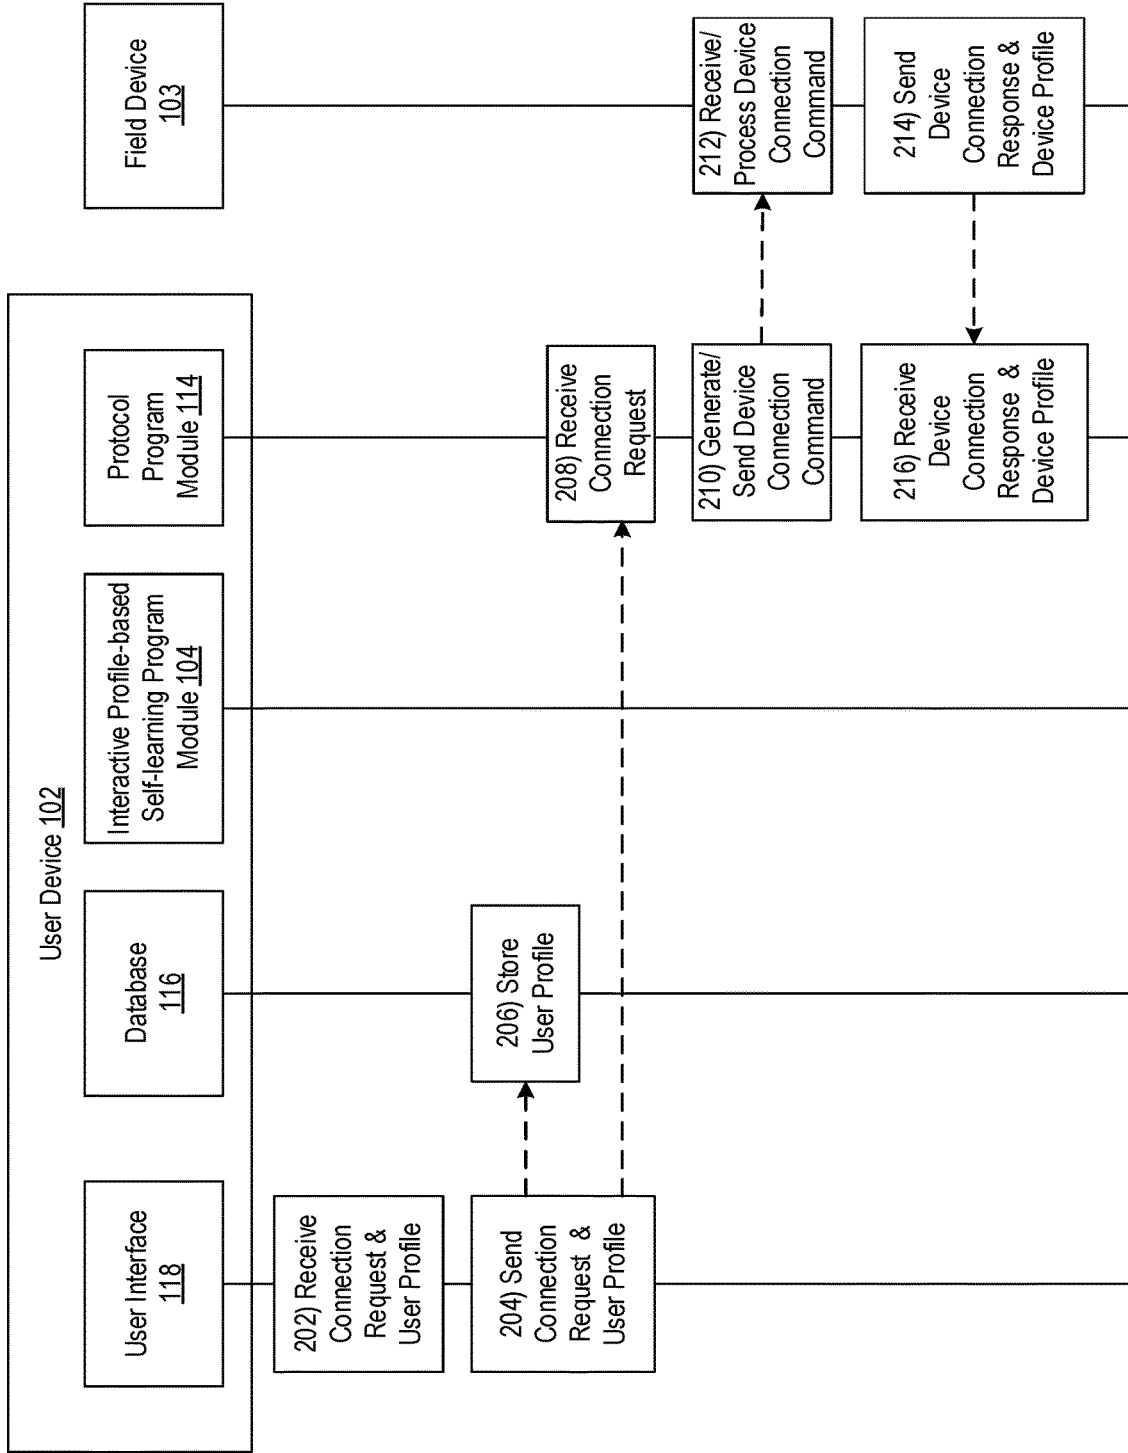 User Device 102
User Interface
118
Database
116
Interactive Profile-based
Self-learning Program
Module 104
Protocol
Program
Module 114
Field Device
103
202) Receive
Connection
Request &
User Profile
204) Send
Connection
Request &
User Profile
206) Store
User Profile
208) Receive
Connection
Request
210) Generate/
Send Device
Connection
Command
212) Receive/
Process Device
Connection
Command
214) Send
Device
Connection
Response &
Device Profile
216) Receive
Device
Connection
Response &
Device Profile